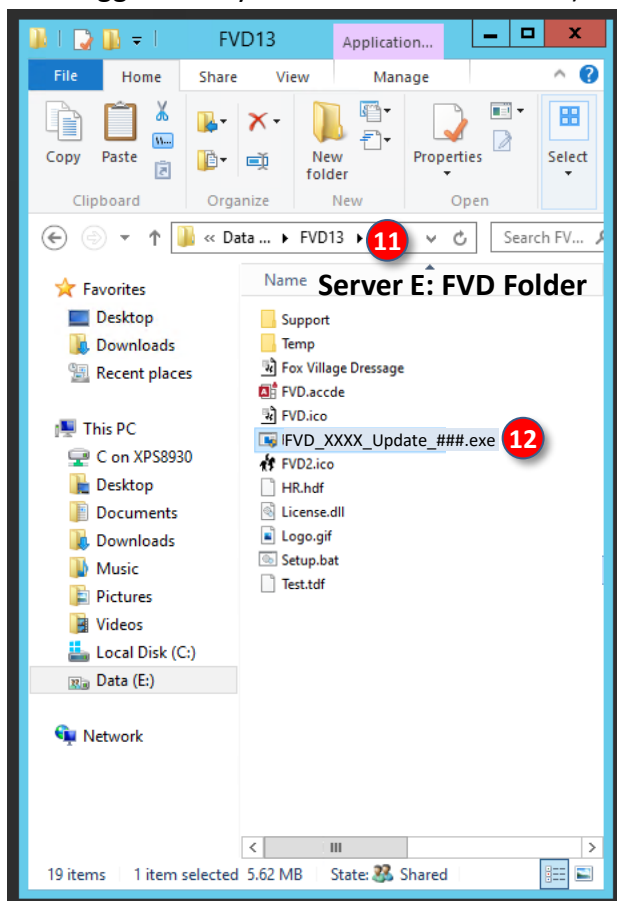 FVD13
Application...
File Home Share View Manage
Copy Paste New folder Properties Select
Clipboard Organize New Open
« Data ... FVD13 11 Search FV...
Name
Server E: FVD Folder
Favorites
Desktop
Downloads
Recent places
This PC
C on XPS8930
Desktop
Documents
Downloads
Music
Pictures
Videos
Local Disk (C:)
Data (E:)
Network
Support
Temp
Fox Village Dressage
FVD.accde
FVD.ico
FVD_XXXX_Update_###.exe 12
FVD2.ico
HR.hdf
License.dll
Logo.gif
Setup.bat
Test.tdf
19 items 1 item selected 5.62 MB State: Shared